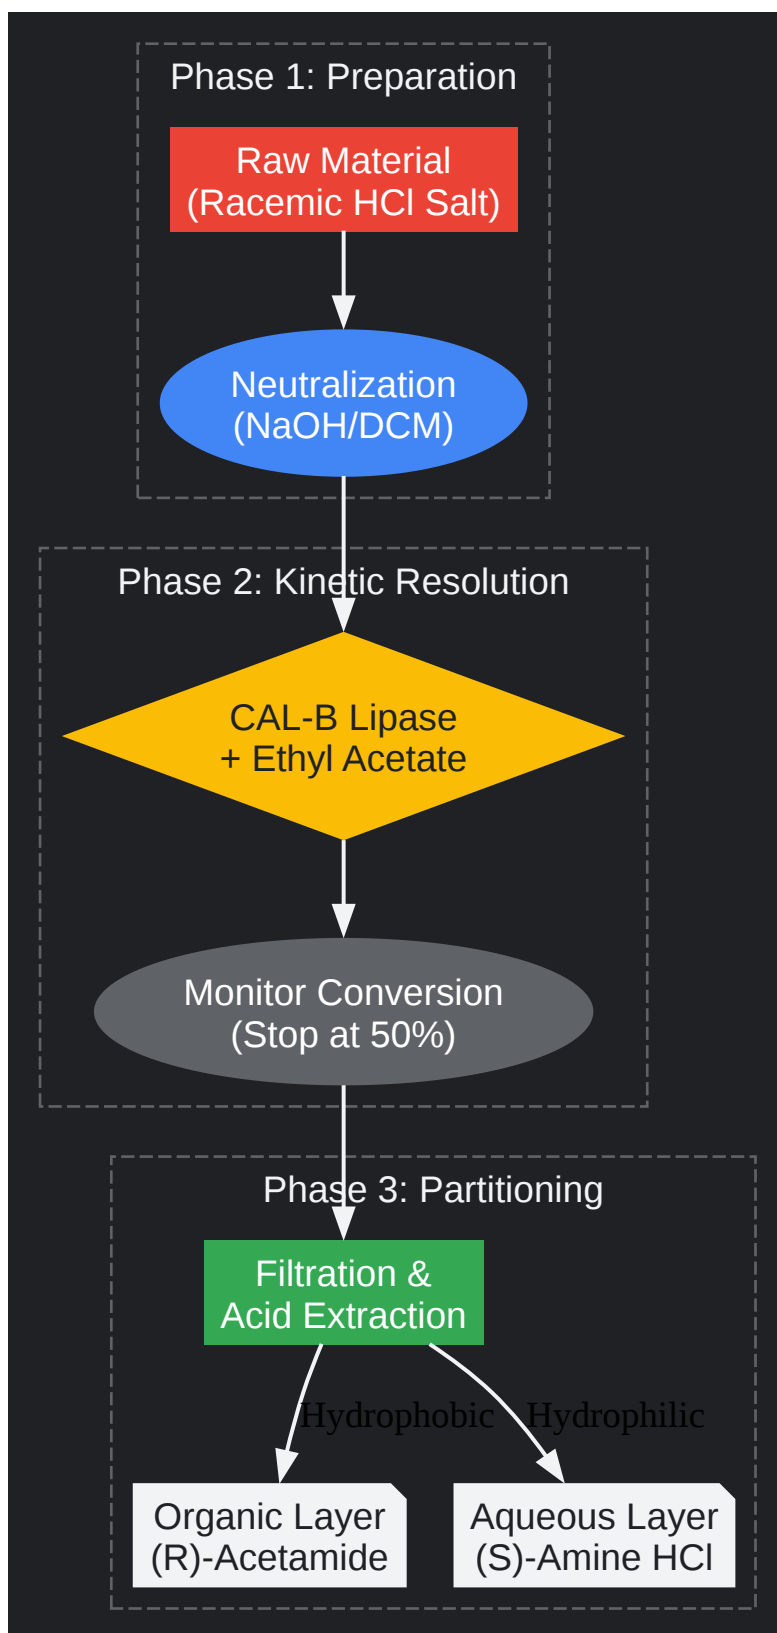 Phase 1: Preparation
Raw Material
(Racemic HCl Salt)
Neutralization
(NaOH/DCM)
Phase 2: Kinetic Resolution
CAL-B Lipase
+ Ethyl Acetate
Monitor Conversion
(Stop at 50%)
Phase 3: Partitioning
Filtration &
Acid Extraction
Hydrophobic
Hydrophilic
Organic Layer
(R)-Acetamide
Aqueous Layer
(S)-Amine HCl